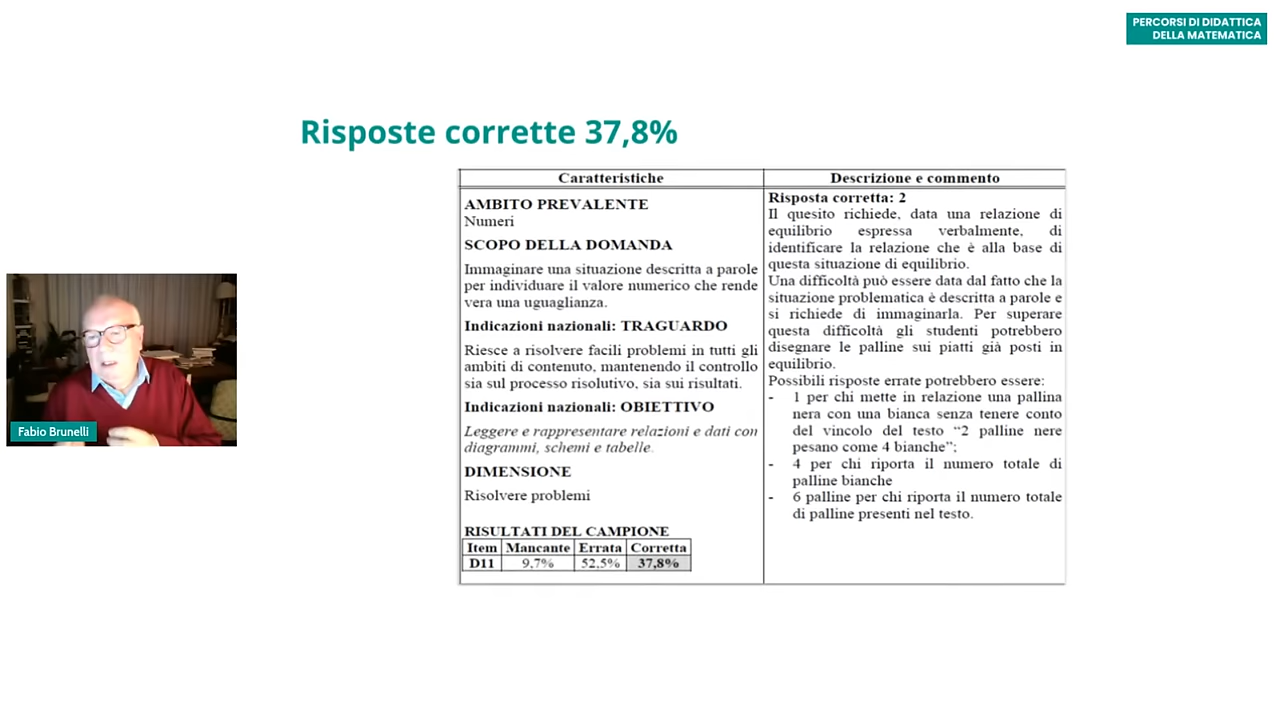 PERCORSI DI DIDATTICA
DELLA MATEMATICA
Risposte corrette 37,8%
Caratteristiche
AMBITO PREVALENTE
Numeri
SCOPO DELLA DOMANDA
Immaginare una situazione descritta a parole
per individuare il valore numerico che rende
vera una uguaglianza.
Indicazioni nazionali: TRAGUARDO
Riesce a risolvere facili problemi in tutti gli
ambiti di contenuto, mantenendo il controllo
sia sul processo risolutivo, sia sui risultati.
Indicazioni nazionali: OBIETTIVO
Leggere e rappresentare relazioni e dati con
diagrammi, schemi e tabelle.
DIMENSIONE
Risolvere problemi
RISULTATI DEL CAMPIONE
Item Mancante Errata Corretta
D11 9,7% 52,5% 37,8%
Descrizione e commento
Risposta corretta: 2
Il quesito richiede, data una relazione di
equilibrio espressa verbalmente, di
identificare la relazione che è alla base di
questa situazione di equilibrio.
Una difficoltà può essere data dal fatto che la
situazione problematica è descritta a parole e
si richiede di immaginarla. Per superare
questa difficoltà gli studenti potrebbero
disegnare le palline sui piatti già posti in
equilibrio.
Possibili risposte errate potrebbero essere:
- 1 per chi mette in relazione una pallina
nera con una bianca senza tenere conto
del vincolo del testo “2 palline nere
pesano come 4 bianche”;
- 4 per chi riporta il numero totale di
palline bianche
- 6 palline per chi riporta il numero totale
di palline presenti nel testo.
Fabio Brunelli